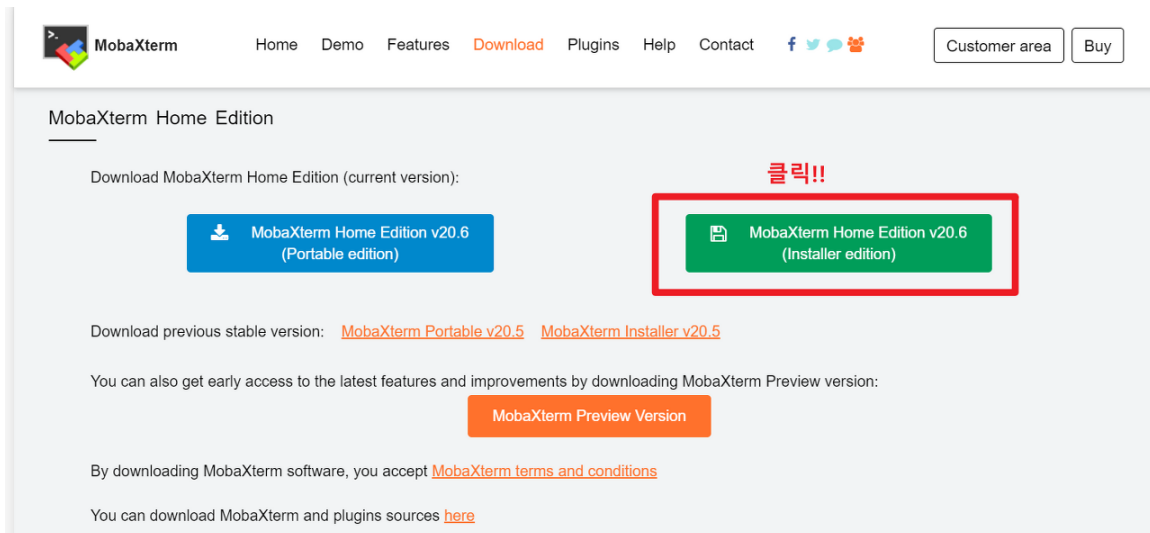 MobaXterm Home Demo Features Download Plugins Help Contact Customer area Buy
MobaXterm Home Edition
클릭!!
Download MobaXterm Home Edition (current version):
MobaXterm Home Edition v20.6
(Portable edition)
MobaXterm Home Edition v20.6
(Installer edition)
Download previous stable version: MobaXterm Portable v20.5 MobaXterm Installer v20.5
You can also get early access to the latest features and improvements by downloading MobaXterm Preview version:
MobaXterm Preview Version
By downloading MobaXterm software, you accept MobaXterm terms and conditions
You can download MobaXterm and plugins sources here